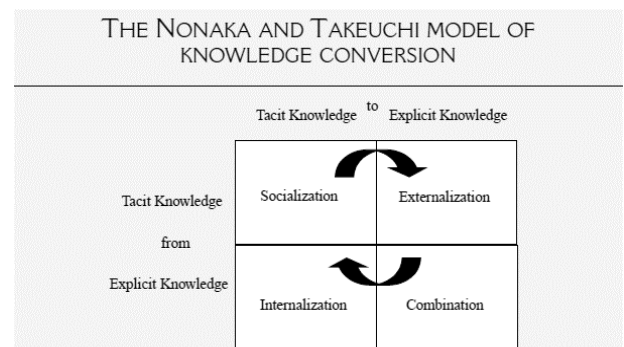 THE NONAKA AND TAKEUCHI MODEL OF
KNOWLEDGE CONVERSION
Tacit Knowledge to Explicit Knowledge
Tacit Knowledge
Socialization
Externalization
from
Explicit Knowledge
Internalization
Combination